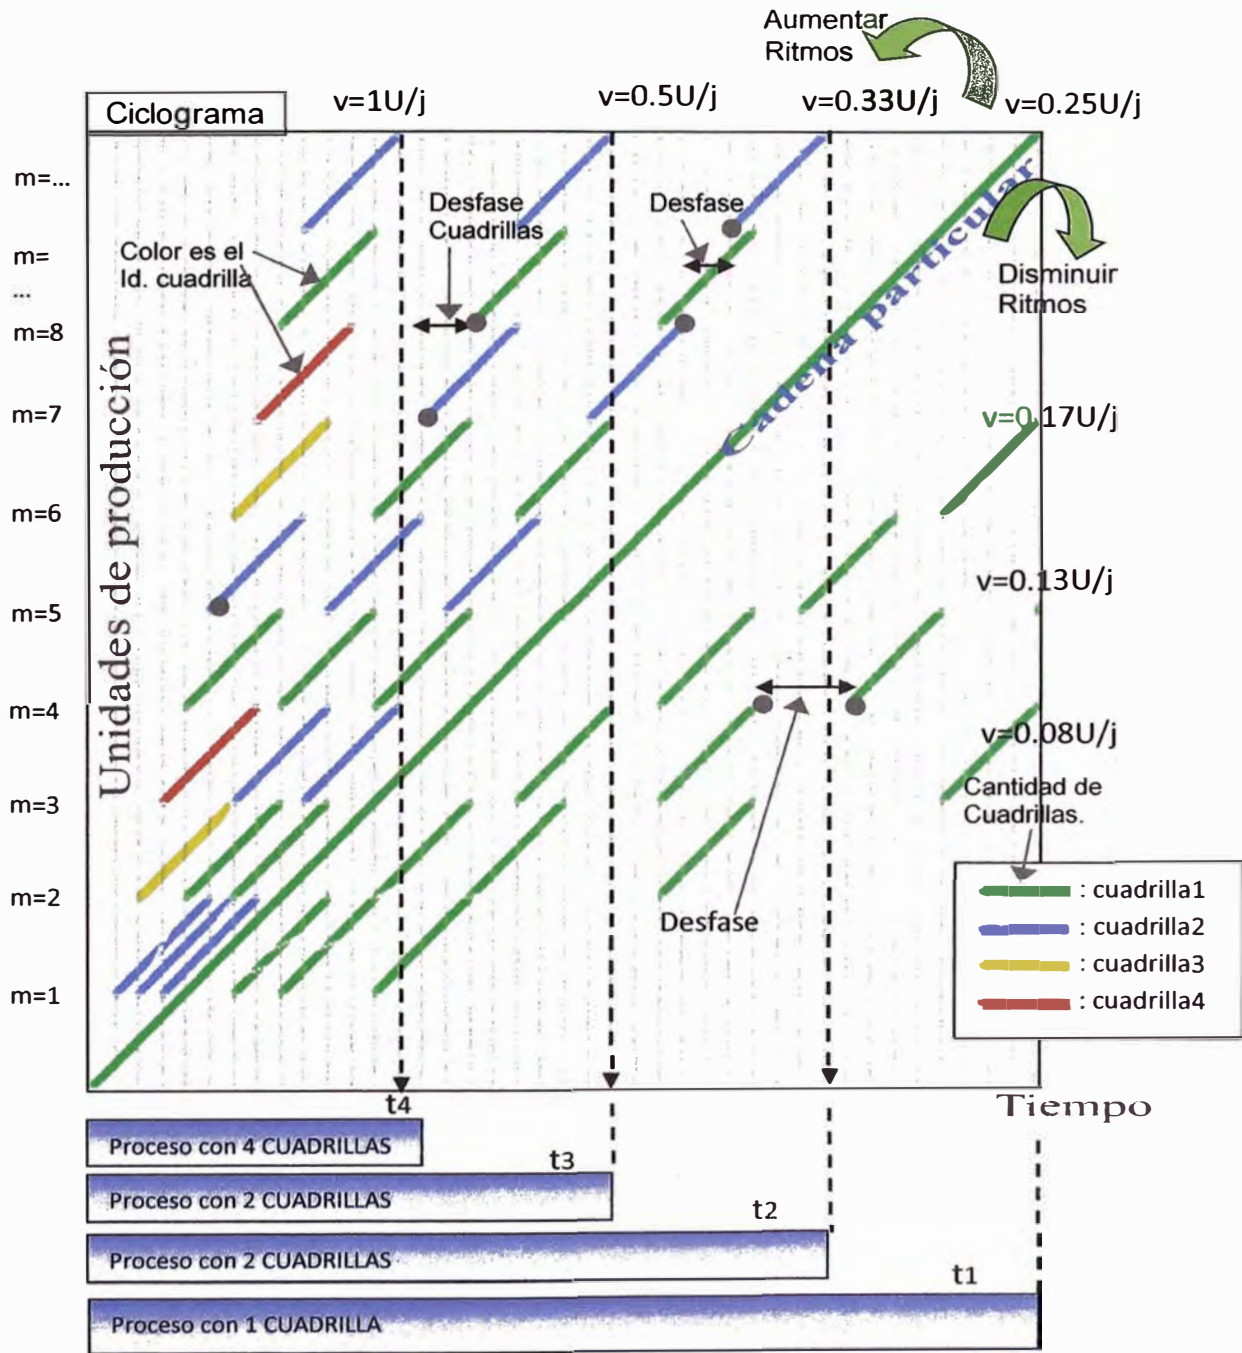 Aumentar
Ritmos
Ciclograma
v=1U/j
v=0.5U/j
v=0.33U/j
v=0.25U/j
m=...
Desfase
Cuadrillas
Desfase
Color es el
Id. cuadrilla
m=
...
Disminuir
Ritmos
m=8
Cadena particular
Unidades de producción
m=7
v=0.17U/j
m=6
v=0.13U/j
m=5
m=4
v=0.08U/j
Cantidad de
Cuadrillas.
m=3
m=2
Desfase
: cuadrilla1
: cuadrilla2
: cuadrilla3
: cuadrilla4
m=1
t4
Tiempo
Proceso con 4 CUADRILLAS
t3
Proceso con 2 CUADRILLAS
t2
Proceso con 2 CUADRILLAS
t1
Proceso con 1 CUADRILLA